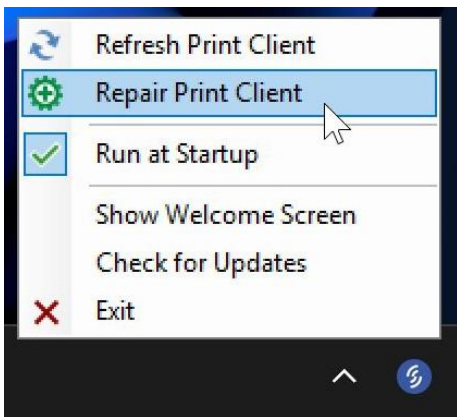 Refresh Print Client
Repair Print Client
Run at Startup
Show Welcome Screen
Check for Updates
Exit